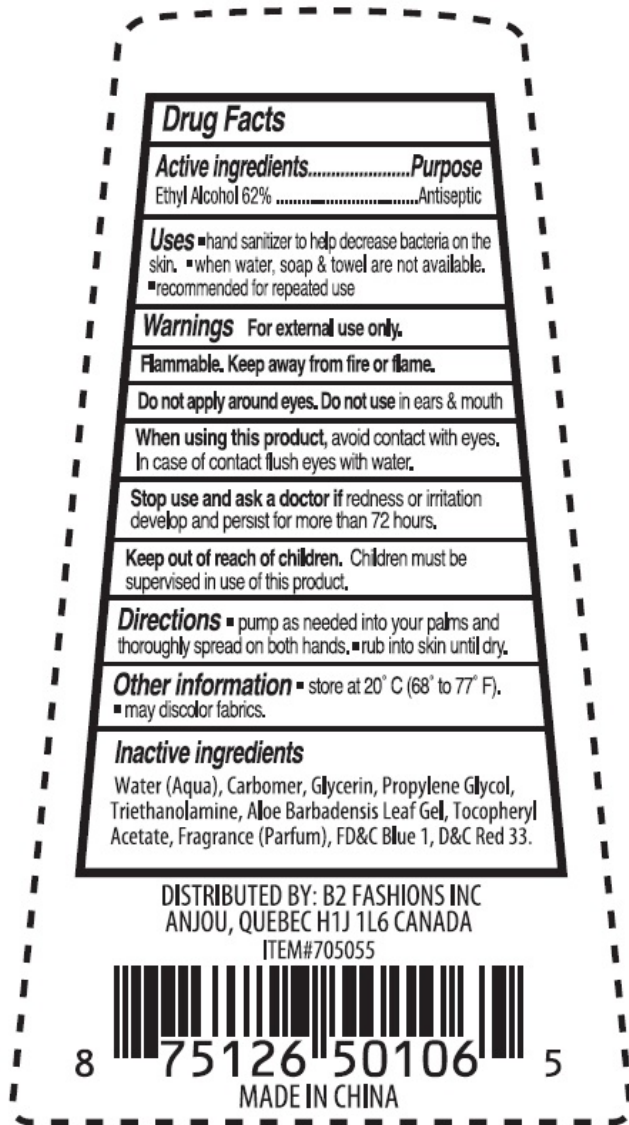 Drug Facts
Active ingredients......................Purpose
Ethyl Alcohol 62% ................................Antiseptic
Uses ▪hand sanitizer to help decrease bacteria on the
skin. ▪when water, soap & towel are not available.
▪recommended for repeated use
Warnings For external use only.
Flammable. Keep away from fire or flame.
Do not apply around eyes. Do not use in ears & mouth
When using this product, avoid contact with eyes.
In case of contact flush eyes with water.
Stop use and ask a doctor if redness or irritation
develop and persist for more than 72 hours.
Keep out of reach of children. Children must be
supervised in use of this product.
Directions ▪ pump as needed into your palms and
thoroughly spread on both hands. ▪rub into skin until dry.
Other information ▪ store at 20° C (68° to 77° F).
▪ may discolor fabrics.
Inactive ingredients
Water (Aqua), Carbomer, Glycerin, Propylene Glycol,
Triethanolamine, Aloe Barbadensis Leaf Gel, Tocopheryl
Acetate, Fragrance (Parfum), FD&C Blue 1, D&C Red 33.
DISTRIBUTED BY: B2 FASHIONS INC
ANJOU, QUEBEC H1J 1L6 CANADA
ITEM#705055
8 75126 50106 5
MADE IN CHINA